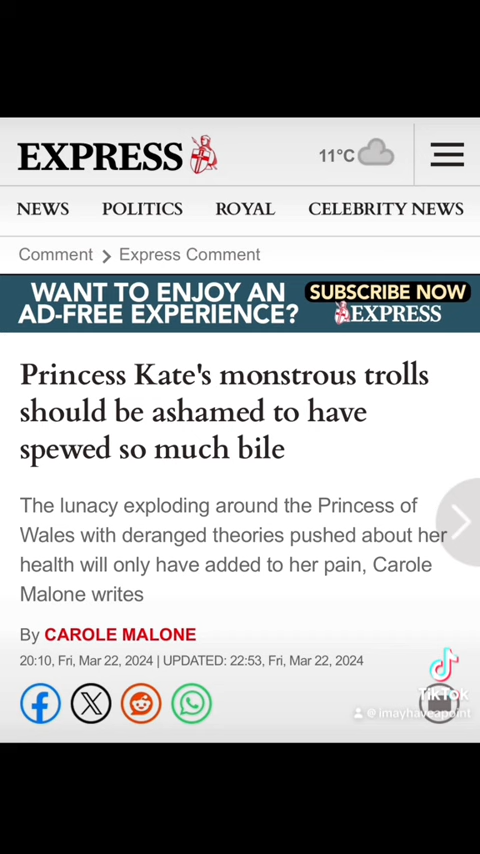 EXPRESS
11°C
NEWS POLITICS ROYAL CELEBRITY NEWS
Comment > Express Comment
WANT TO ENJOY AN
AD-FREE EXPERIENCE?
SUBSCRIBE NOW
EXPRESS
Princess Kate's monstrous trolls
should be ashamed to have
spewed so much bile
The lunacy exploding around the Princess of
Wales with deranged theories pushed about her
health will only have added to her pain, Carole
Malone writes
By CAROLE MALONE
20:10, Fri, Mar 22, 2024 | UPDATED: 22:53, Fri, Mar 22, 2024
TikTok
@imayhaveapoint